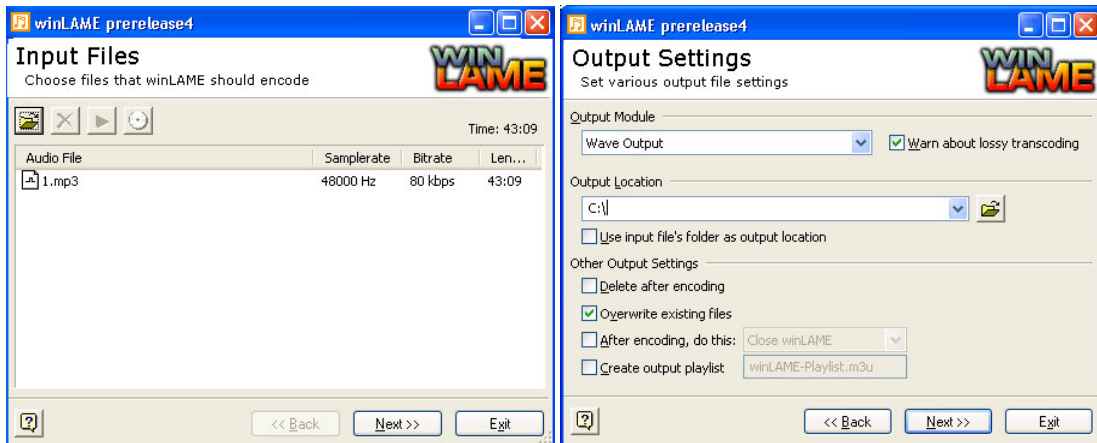 winLAME prerelease4
Input Files
Choose files that winLAME should encode
WIN
LAME
Time: 43:09
Audio File Samplerate Bitrate Len...
1.mp3 48000 Hz 80 kbps 43:09
<< Back Next >> Exit
winLAME prerelease4
Output Settings
Set various output file settings
WIN
LAME
Output Module
Wave Output Warn about lossy transcoding
Output Location
C:\
Use input file's folder as output location
Other Output Settings
Delete after encoding
Overwrite existing files
After encoding, do this: Close winLAME
Create output playlist winLAME-Playlist.m3u
<< Back Next >> Exit